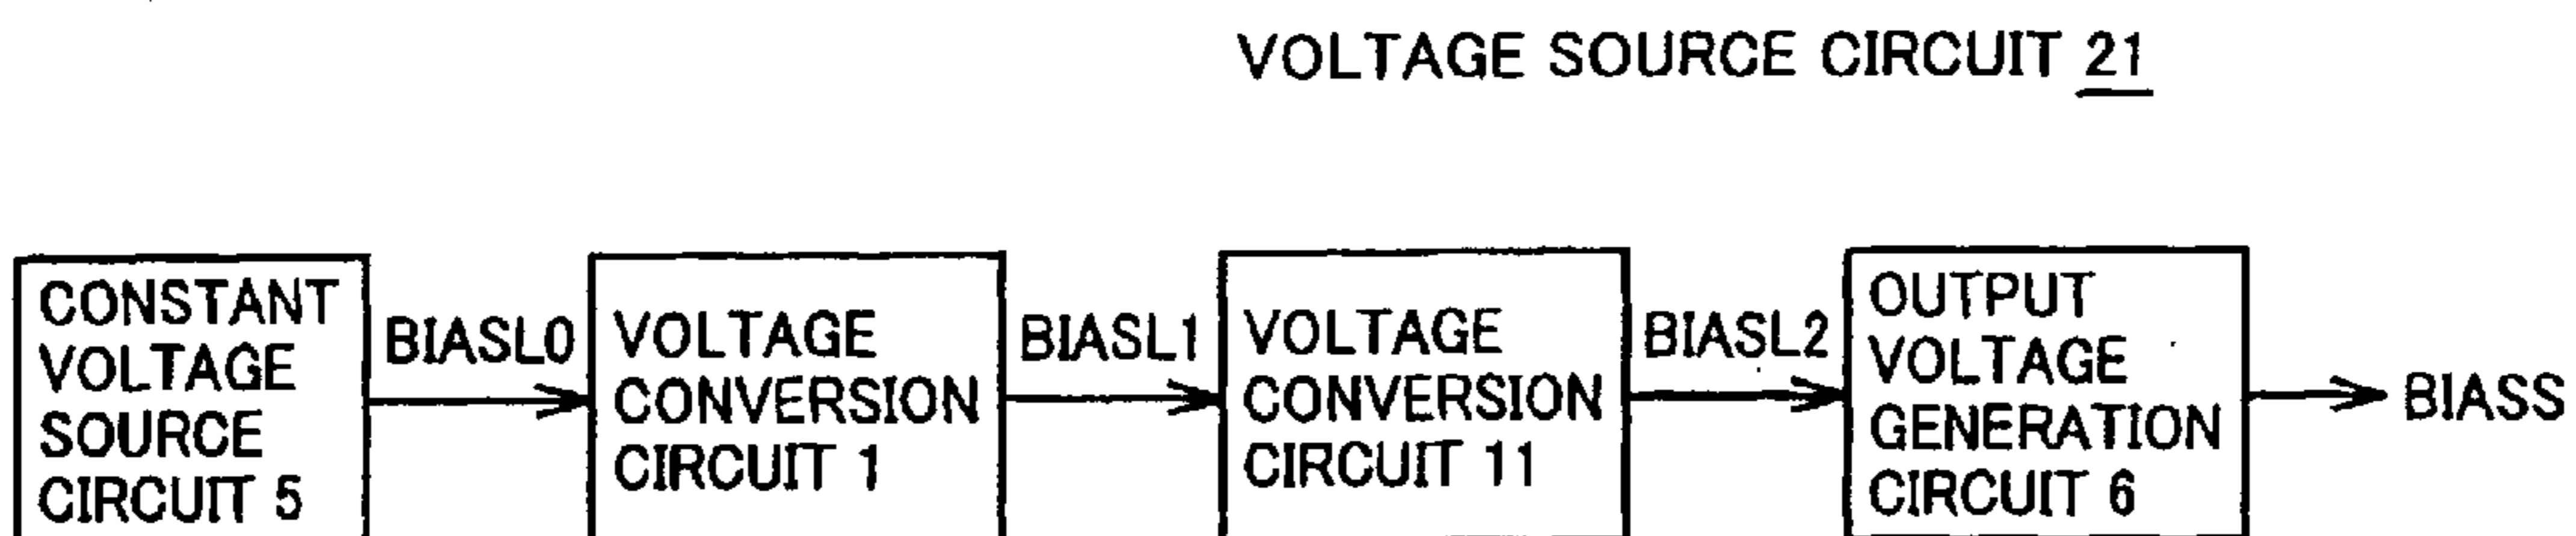 VOLTAGE SOURCE CIRCUIT 21
CONSTANT
VOLTAGE
SOURCE
CIRCUIT 5
BIASL0
VOLTAGE
CONVERSION
CIRCUIT 1
BIASL1
VOLTAGE
CONVERSION
CIRCUIT 11
BIASL2
OUTPUT
VOLTAGE
GENERATION
CIRCUIT 6
BIASS